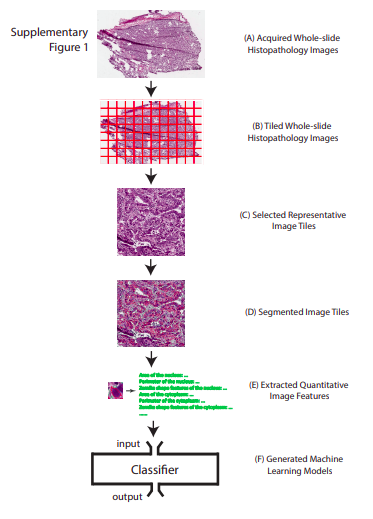 Supplementary
Figure 1
(A) Acquired Whole-slide
Histopathology Images
(B) Tiled Whole-slide
Histopathology Images
(C) Selected Representative
Image Tiles
(D) Segmented Image Tiles
Area of the nucleus: ...
Perimeter of the nucleus: ...
Zernike shape features of the nucleus: ...
Area of the cytoplasm: ...
Perimeter of the cytoplasm: ...
Zernike shape features of the cytoplasm: ...
......
(E) Extracted Quantitative
Image Features
input
Classifier
output
(F) Generated Machine
Learning Models